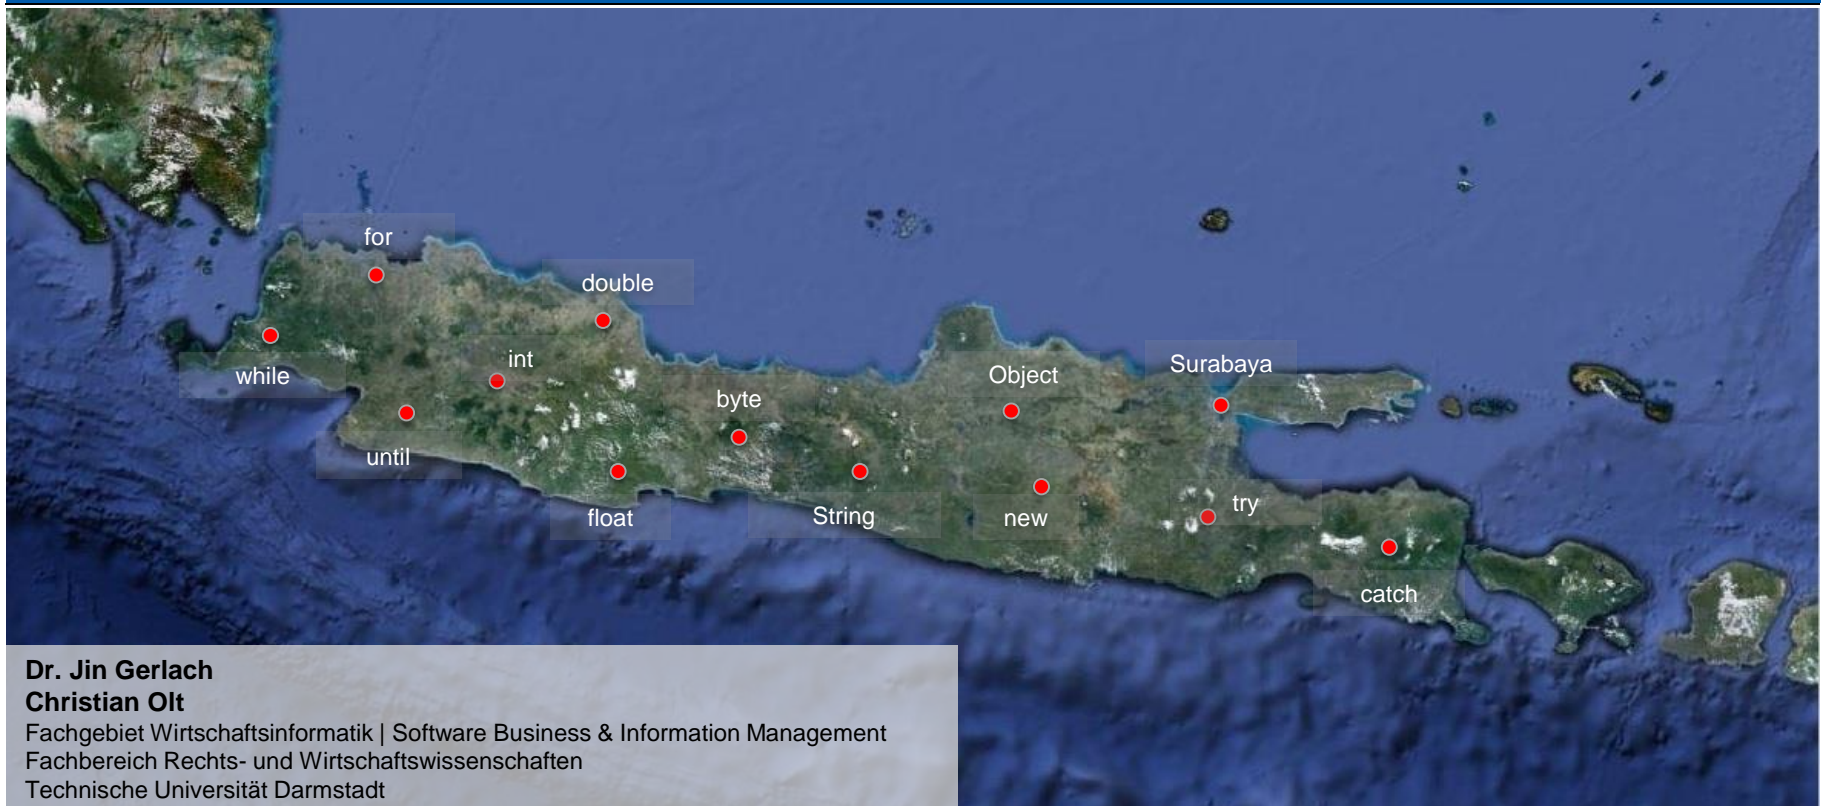 for
double
while
int
until
byte
float
String
Object
new
Surabaya
try
catch
Dr. Jin Gerlach
Christian Olt
Fachgebiet Wirtschaftsinformatik | Software Business & Information Management
Fachbereich Rechts- und Wirtschaftswissenschaften
Technische Universität Darmstadt